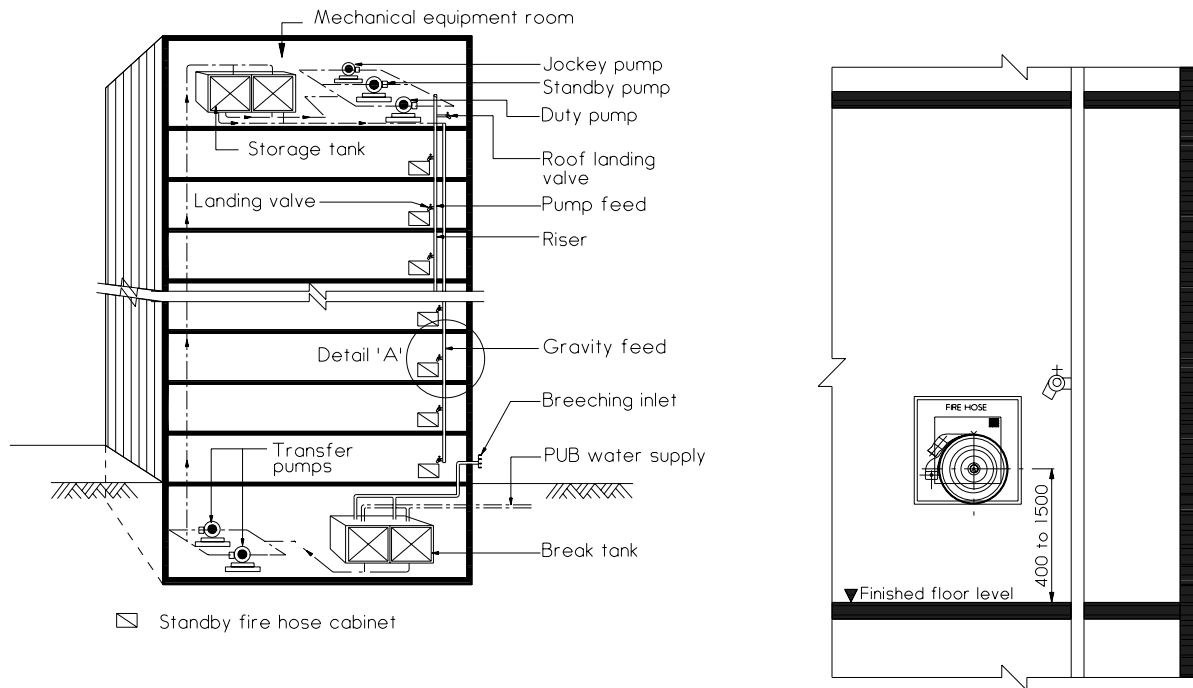 Mechanical equipment room
Jockey pump
Standby pump
Duty pump
Storage tank
Roof landing
valve
Landing valve
Pump feed
Riser
Detail 'A'
Gravity feed
Breeching inlet
Transfer
pumps
PUB water supply
Break tank
Standby fire hose cabinet
FIRE HOSE
400 to 1500
Finished floor level